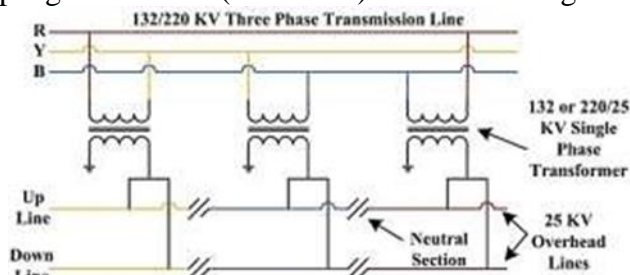 132/220 KV Three Phase Transmission Line
R
Y
B
132 or 220/25
KV Single
Phase
Transformer
Up
Line
25 KV
Overhead
Lines
Neutral
Section
Down
Line